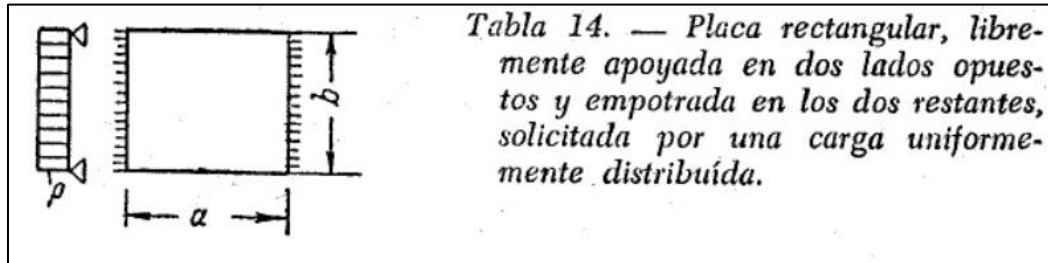 Tabla 14. — Placa rectangular, libre-
mente apoyada en dos lados opues-
tos y empotrada en los dos restantes,
solicitada por una carga uniforme-
mente distribuída.
p
a
b